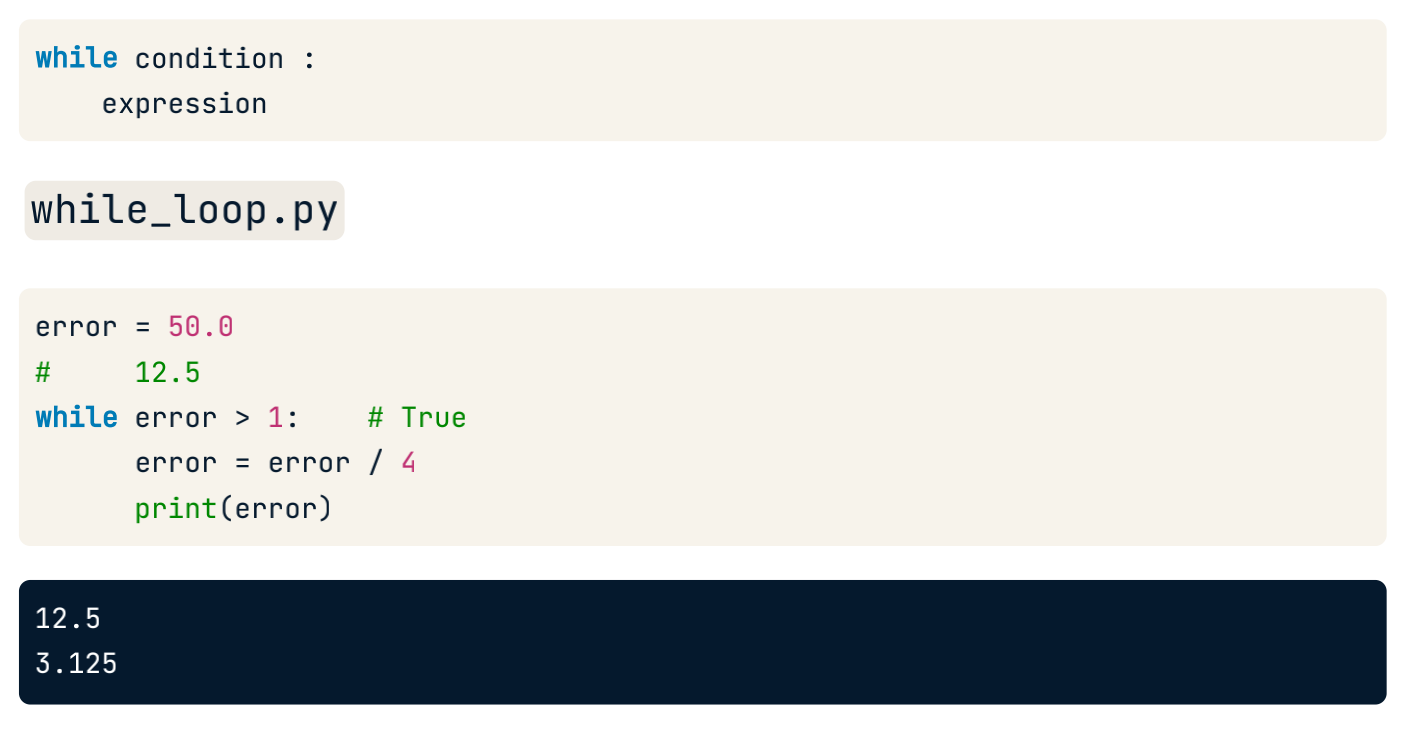 while condition :
    expression
while_loop.py
error = 50.0
#     12.5
while error > 1:    # True
      error = error / 4
      print(error)
12.5
3.125